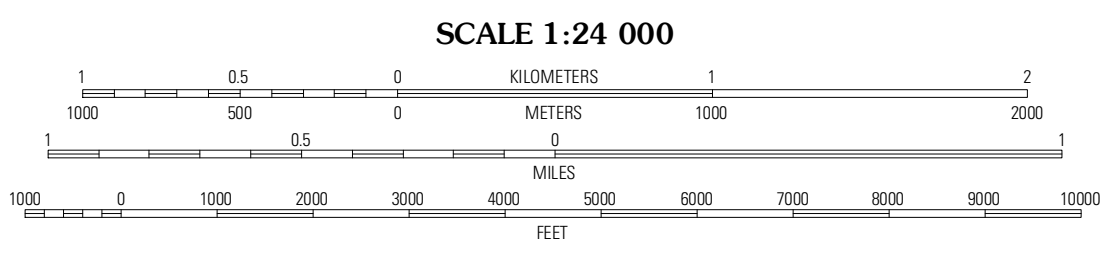 SCALE 1:24 000
1 0.5 0 KILOMETERS 1 2
1000 500 0 METERS 1000 2000
1 0.5 0 1
MILES
1000 0 1000 2000 3000 4000 5000 6000 7000 8000 9000 10000
FEET